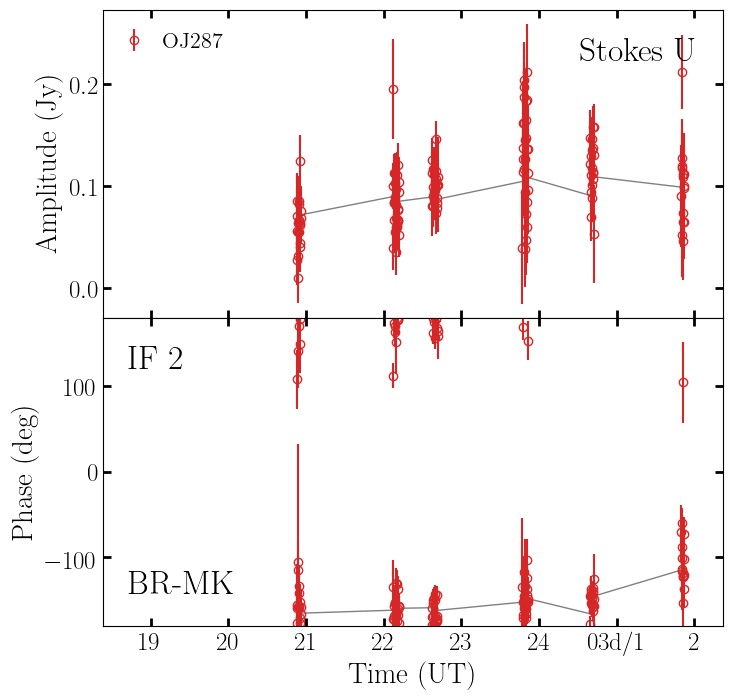 OJ287
Stokes U
Amplitude (Jy)
0.2
0.1
0.0
IF 2
BR-MK
Phase (deg)
100
0
−100
19 20 21 22 23 24 03d/1 2
Time (UT)